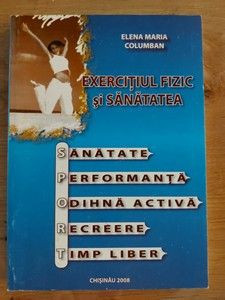 ELENA MARIA
COLUMBAN
EXERCIȚIUL FIZIC
și SĂNĂTATEA
SĂNĂTATE
PERFORMANȚĂ
ODIHNĂ ACTIVĂ
RECREERE
TIMP LIBER
CHIȘINĂU 2008